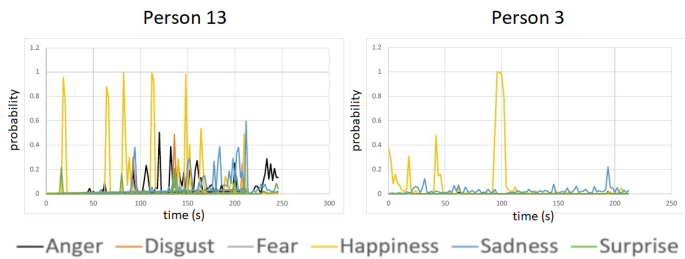 Person 13
Person 3
1.2
1
0.8
0.6
0.4
0.2
0
probability
0 50 100 150 200 250 300
time (s)
1.2
1
0.8
0.6
0.4
0.2
0
probability
0 50 100 150 200 250
time (s)
Anger Disgust Fear Happiness Sadness Surprise